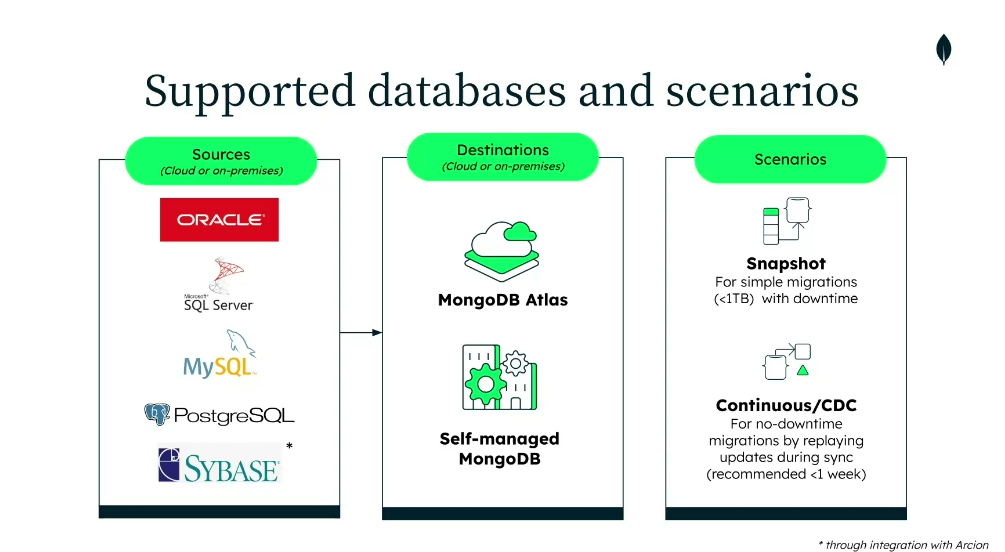 Supported databases and scenarios
Sources
(Cloud or on-premises)
ORACLE®
Microsoft®
SQL Server
MySQL™
PostgreSQL
SYBASE® *
Destinations
(Cloud or on-premises)
MongoDB Atlas
Self-managed
MongoDB
Scenarios
Snapshot
For simple migrations
(<1TB) with downtime
Continuous/CDC
For no-downtime
migrations by replaying
updates during sync
(recommended <1 week)
* through integration with Arcion